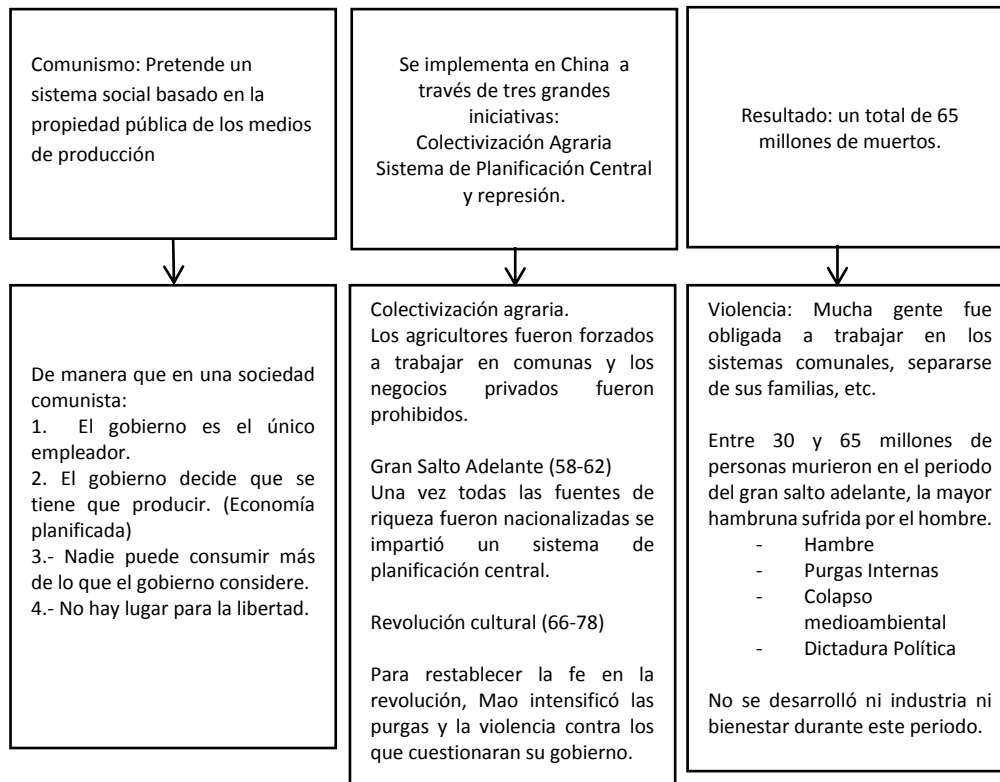 Comunismo: Pretende un
sistema social basado en la
propiedad pública de los medios
de producción
Se implementa en China a
través de tres grandes
iniciativas:
Colectivización Agraria
Sistema de Planificación Central
y represión.
Resultado: un total de 65
millones de muertos.
De manera que en una sociedad
comunista:
1. El gobierno es el único
empleador.
2. El gobierno decide que se
tiene que producir. (Economía
planificada)
3.- Nadie puede consumir más
de lo que el gobierno considere.
4.- No hay lugar para la libertad.
Colectivización agraria.
Los agricultores fueron forzados
a trabajar en comunas y los
negocios privados fueron
prohibidos.
Gran Salto Adelante (58-62)
Una vez todas las fuentes de
riqueza fueron nacionalizadas se
impartió un sistema de
planificación central.
Revolución cultural (66-78)
Para restablecer la fe en la
revolución, Mao intensificó las
purgas y la violencia contra los
que cuestionaran su gobierno.
Violencia: Mucha gente fue
obligada a trabajar en los
sistemas comunales, separarse
de sus familias, etc.
Entre 30 y 65 millones de
personas murieron en el periodo
del gran salto adelante, la mayor
hambruna sufrida por el hombre.
- Hambre
- Purgas Internas
- Colapso
medioambiental
- Dictadura Política
No se desarrolló ni industria ni
bienestar durante este periodo.